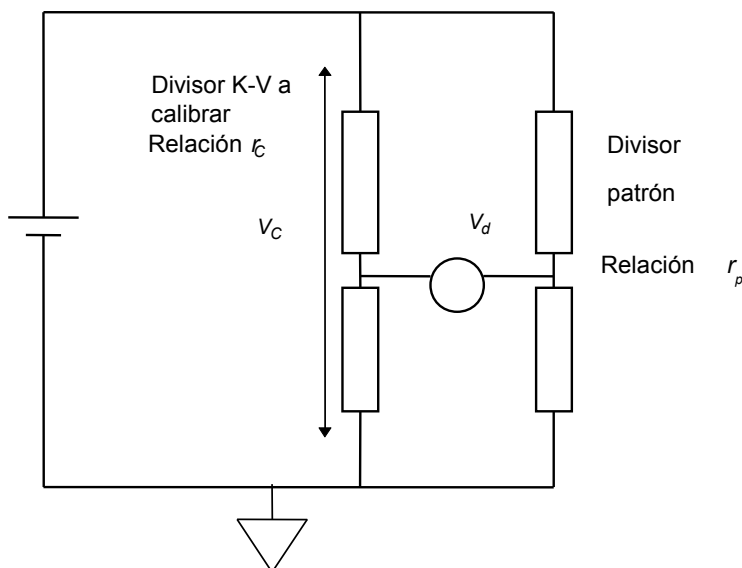 Divisor K-V a
calibrar
Relación r_C
V_C
V_d
Divisor
patrón
Relación r_p